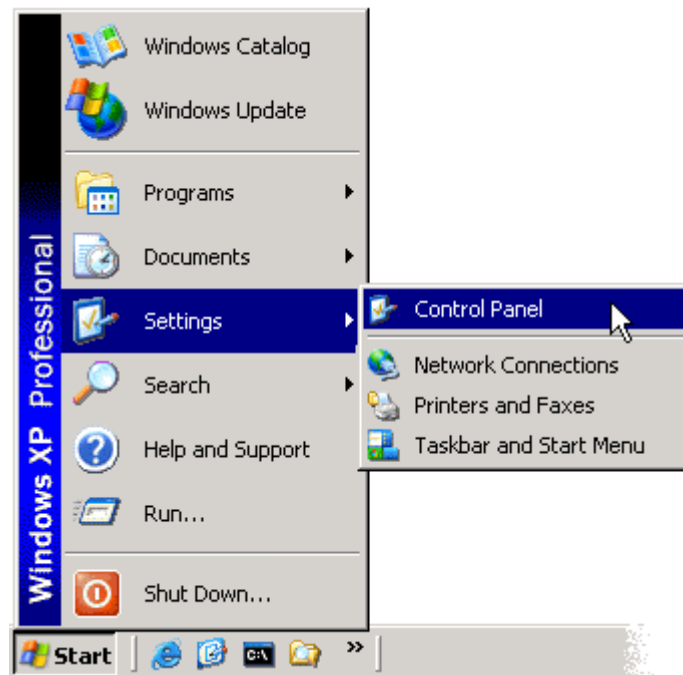 Windows Catalog
Windows Update
Programs
Documents
Settings
Search
Help and Support
Run...
Shut Down...
Windows XP Professional
Control Panel
Network Connections
Printers and Faxes
Taskbar and Start Menu
Start
C:\
»